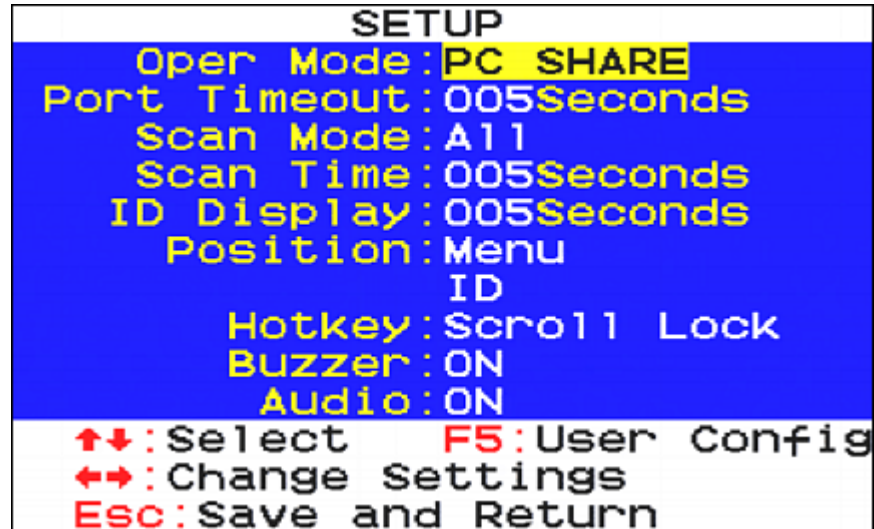 SETUP
Oper Mode:PC SHARE
Port Timeout:005Seconds
Scan Mode:All
Scan Time:005Seconds
ID Display:005Seconds
Position:Menu
ID
Hotkey:Scroll Lock
Buzzer:ON
Audio:ON
↑↓:Select F5:User Config
←→:Change Settings
Esc:Save and Return